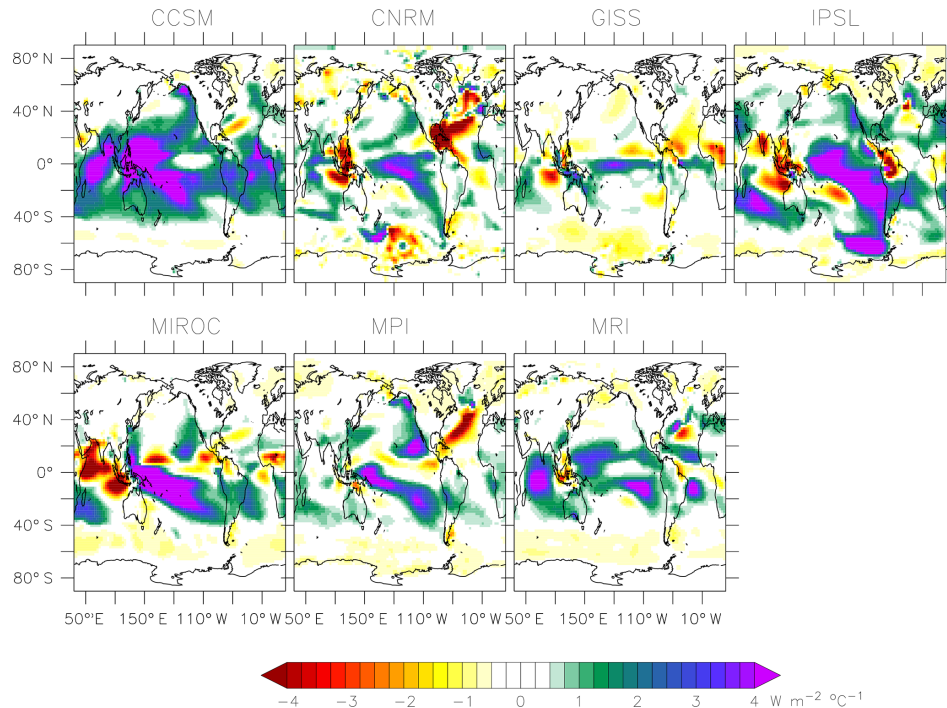 CCSM CNRM GISS IPSL
80° N
40° N
0°
40° S
80° S
MIROC MPI MRI
80° N
40° N
0°
40° S
80° S
50°E 150°E 110°W 10°W 50°E 150°E 110°W 10°W 50°E 150°E 110°W 10°W
−4 −3 −2 −1 0 1 2 3 4 W m⁻² °C⁻¹